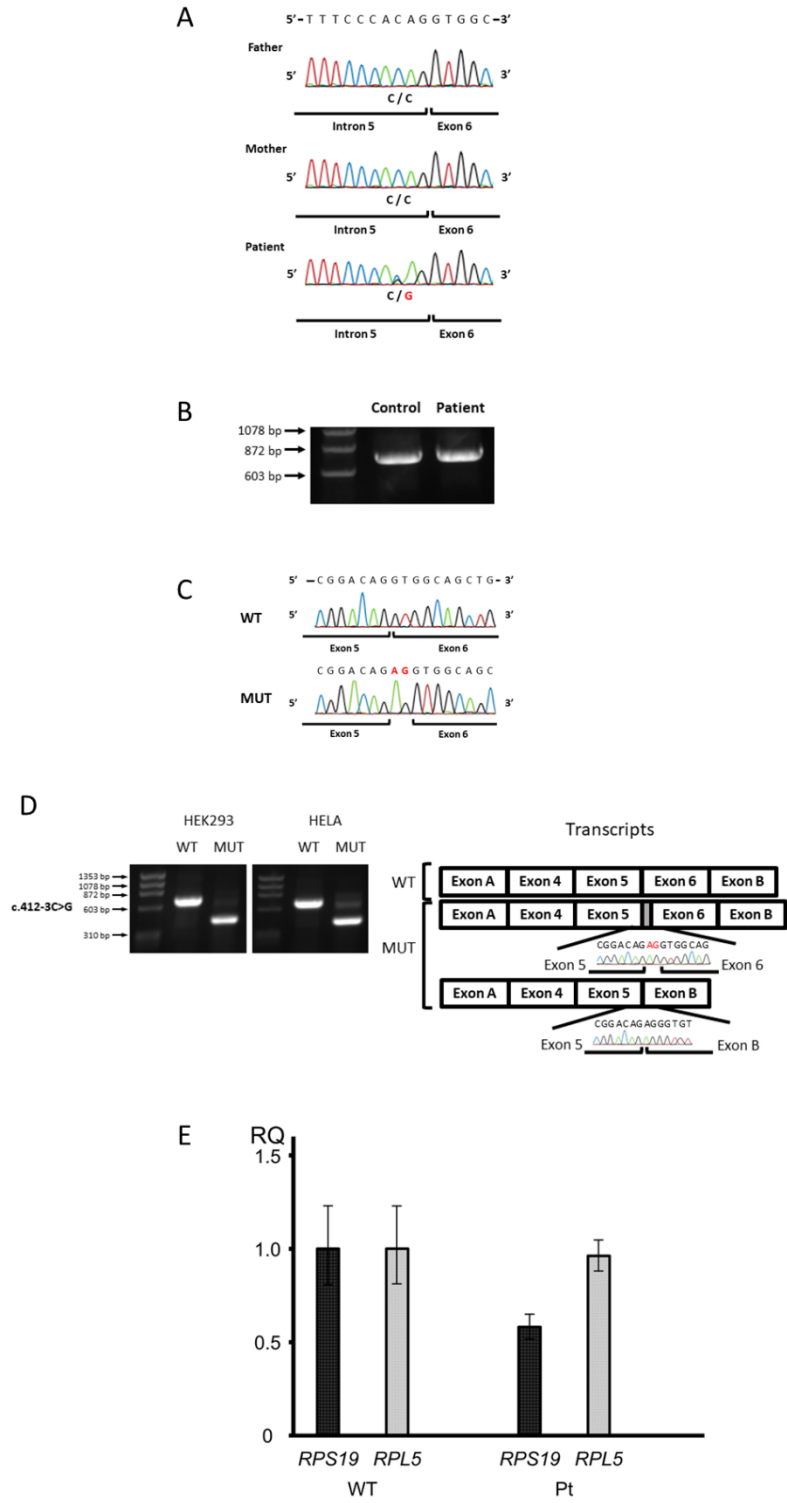 A
5’-T T T C C C A C A G G T G G C-3’
Father
5’ 3’
C / C
Intron 5 Exon 6
Mother
5’ 3’
C / C
Intron 5 Exon 6
Patient
5’ 3’
C / G
Intron 5 Exon 6
B
Control Patient
1078 bp
872 bp
603 bp
C
5’ –C G G A C A G G T G G C A G C T G- 3’
WT
Exon 5 Exon 6
C G G A C A G A G G T G G C A G C
MUT 5’ 3’
Exon 5 Exon 6
D
HEK293 HELA
WT MUT WT MUT
1353 bp
1078 bp
872 bp
603 bp
310 bp
c.412-3C>G
Transcripts
WT Exon A Exon 4 Exon 5 Exon 6 Exon B
MUT Exon A Exon 4 Exon 5 Exon 6 Exon B
CGGACAGAGGTGGCAG
Exon 5 Exon 6
Exon A Exon 4 Exon 5 Exon B
CGGACAGAGGGTGT
Exon 5 Exon B
E
RQ
1.5
1.0
0.5
0
RPS19 RPL5 RPS19 RPL5
WT Pt